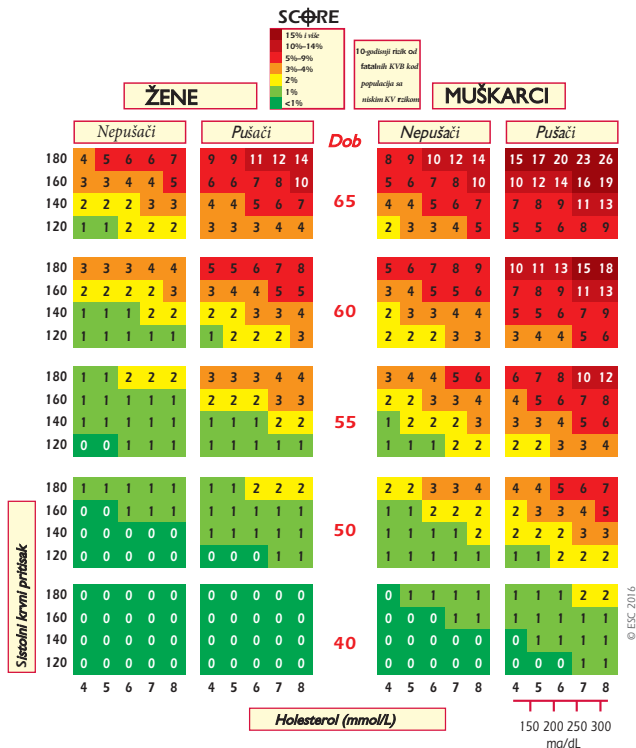 SCORE
15% i više
10%–14%
5%–9%
3%–4%
2%
1%
<1%
10-godisnji rizik od
fatalnih KVB kod
populacija sa
niskim KV rzikom
ŽENE
MUŠKARCI
Nepušači Pušači Dob Nepušači Pušači
180 4 5 6 6 7 9 9 11 12 14 8 9 10 12 14 15 17 20 23 26
160 3 3 4 4 5 6 6 7 8 10 5 6 7 8 10 10 12 14 16 19
140 2 2 2 3 3 4 4 5 6 7 4 4 5 6 7 7 8 9 11 13
120 1 1 2 2 2 3 3 3 4 4 2 3 3 4 5 5 5 6 8 9
65
180 3 3 3 4 4 5 5 6 7 8 5 6 7 8 9 10 11 13 15 18
160 2 2 2 2 3 3 4 4 5 5 3 4 5 5 6 7 8 9 11 13
140 1 1 1 2 2 2 2 3 3 4 2 3 3 4 4 5 5 6 7 9
120 1 1 1 1 1 1 2 2 2 3 2 2 2 3 3 3 4 4 5 6
60
180 1 1 2 2 2 3 3 3 4 4 3 4 4 5 6 6 7 8 10 12
160 1 1 1 1 1 2 2 2 3 3 2 2 3 3 4 4 5 6 7 8
140 1 1 1 1 1 1 1 1 2 2 1 2 2 2 3 3 3 4 5 6
120 0 0 1 1 1 1 1 1 1 1 1 1 1 2 2 2 2 3 3 4
55
180 1 1 1 1 1 1 1 2 2 2 2 2 3 3 4 4 4 5 6 7
160 0 0 1 1 1 1 1 1 1 1 1 1 2 2 2 2 3 3 4 5
140 0 0 0 0 0 1 1 1 1 1 1 1 1 1 2 2 2 2 3 3
120 0 0 0 0 0 0 0 0 1 1 1 1 1 1 1 1 1 2 2 2
50
180 0 0 0 0 0 0 0 0 0 0 0 1 1 1 1 1 1 1 2 2
160 0 0 0 0 0 0 0 0 0 0 0 0 0 1 1 1 1 1 1 1
140 0 0 0 0 0 0 0 0 0 0 0 0 0 0 0 0 1 1 1 1
120 0 0 0 0 0 0 0 0 0 0 0 0 0 0 0 0 0 0 1 1
40
4 5 6 7 8 4 5 6 7 8 4 5 6 7 8 4 5 6 7 8
Sistolni krvni pritisak
Holesterol (mmol/L)
150 200 250 300
mg/dL
© ESC 2016